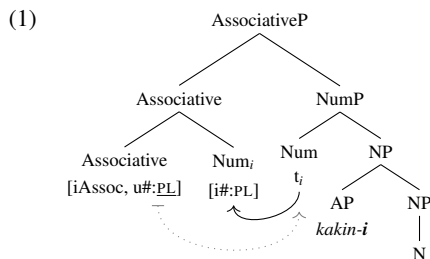 (1)
AssociativeP
Associative NumP
Associative Num_i Num NP
[iAssoc, u#:PL] [i#:PL] t_i AP NP
kakin-i
N